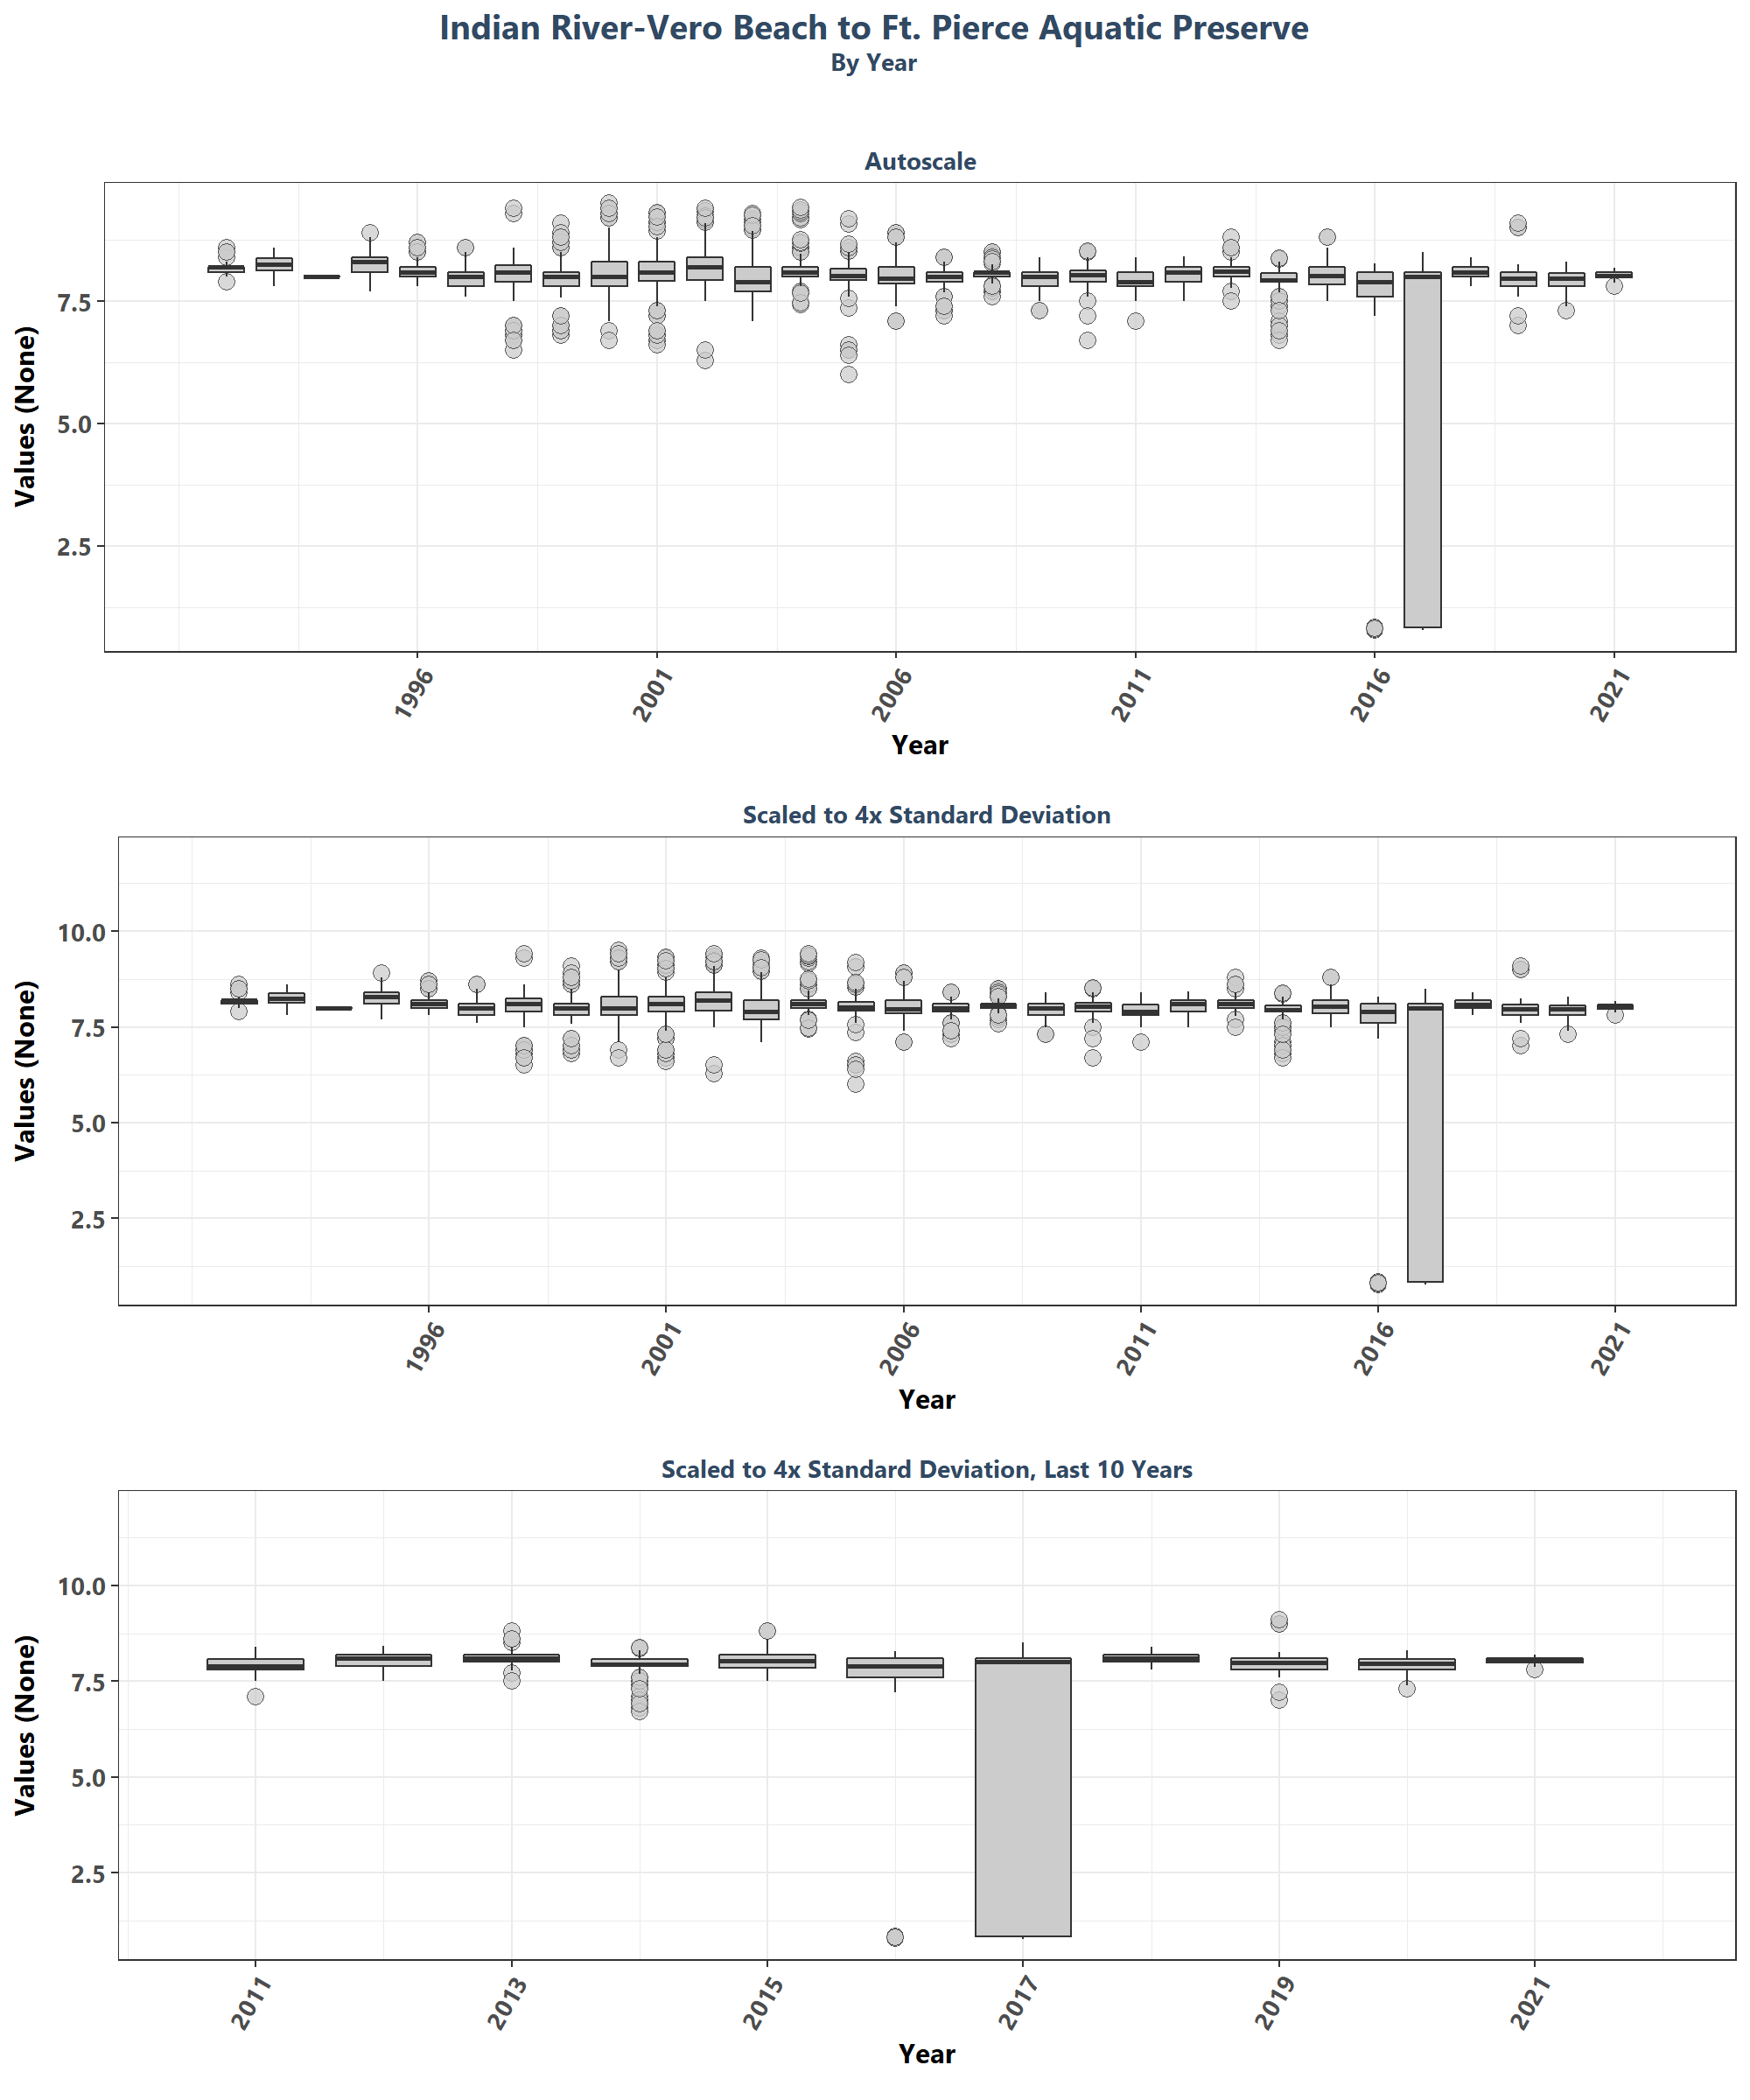 Indian River-Vero Beach to Ft. Pierce Aquatic Preserve
By Year
Autoscale
Values (None)
7.5
5.0
2.5
1996
2001
2006
2011
2016
2021
Year
Scaled to 4x Standard Deviation
Values (None)
10.0
7.5
5.0
2.5
1996
2001
2006
2011
2016
2021
Year
Scaled to 4x Standard Deviation, Last 10 Years
Values (None)
10.0
7.5
5.0
2.5
2011
2013
2015
2017
2019
2021
Year